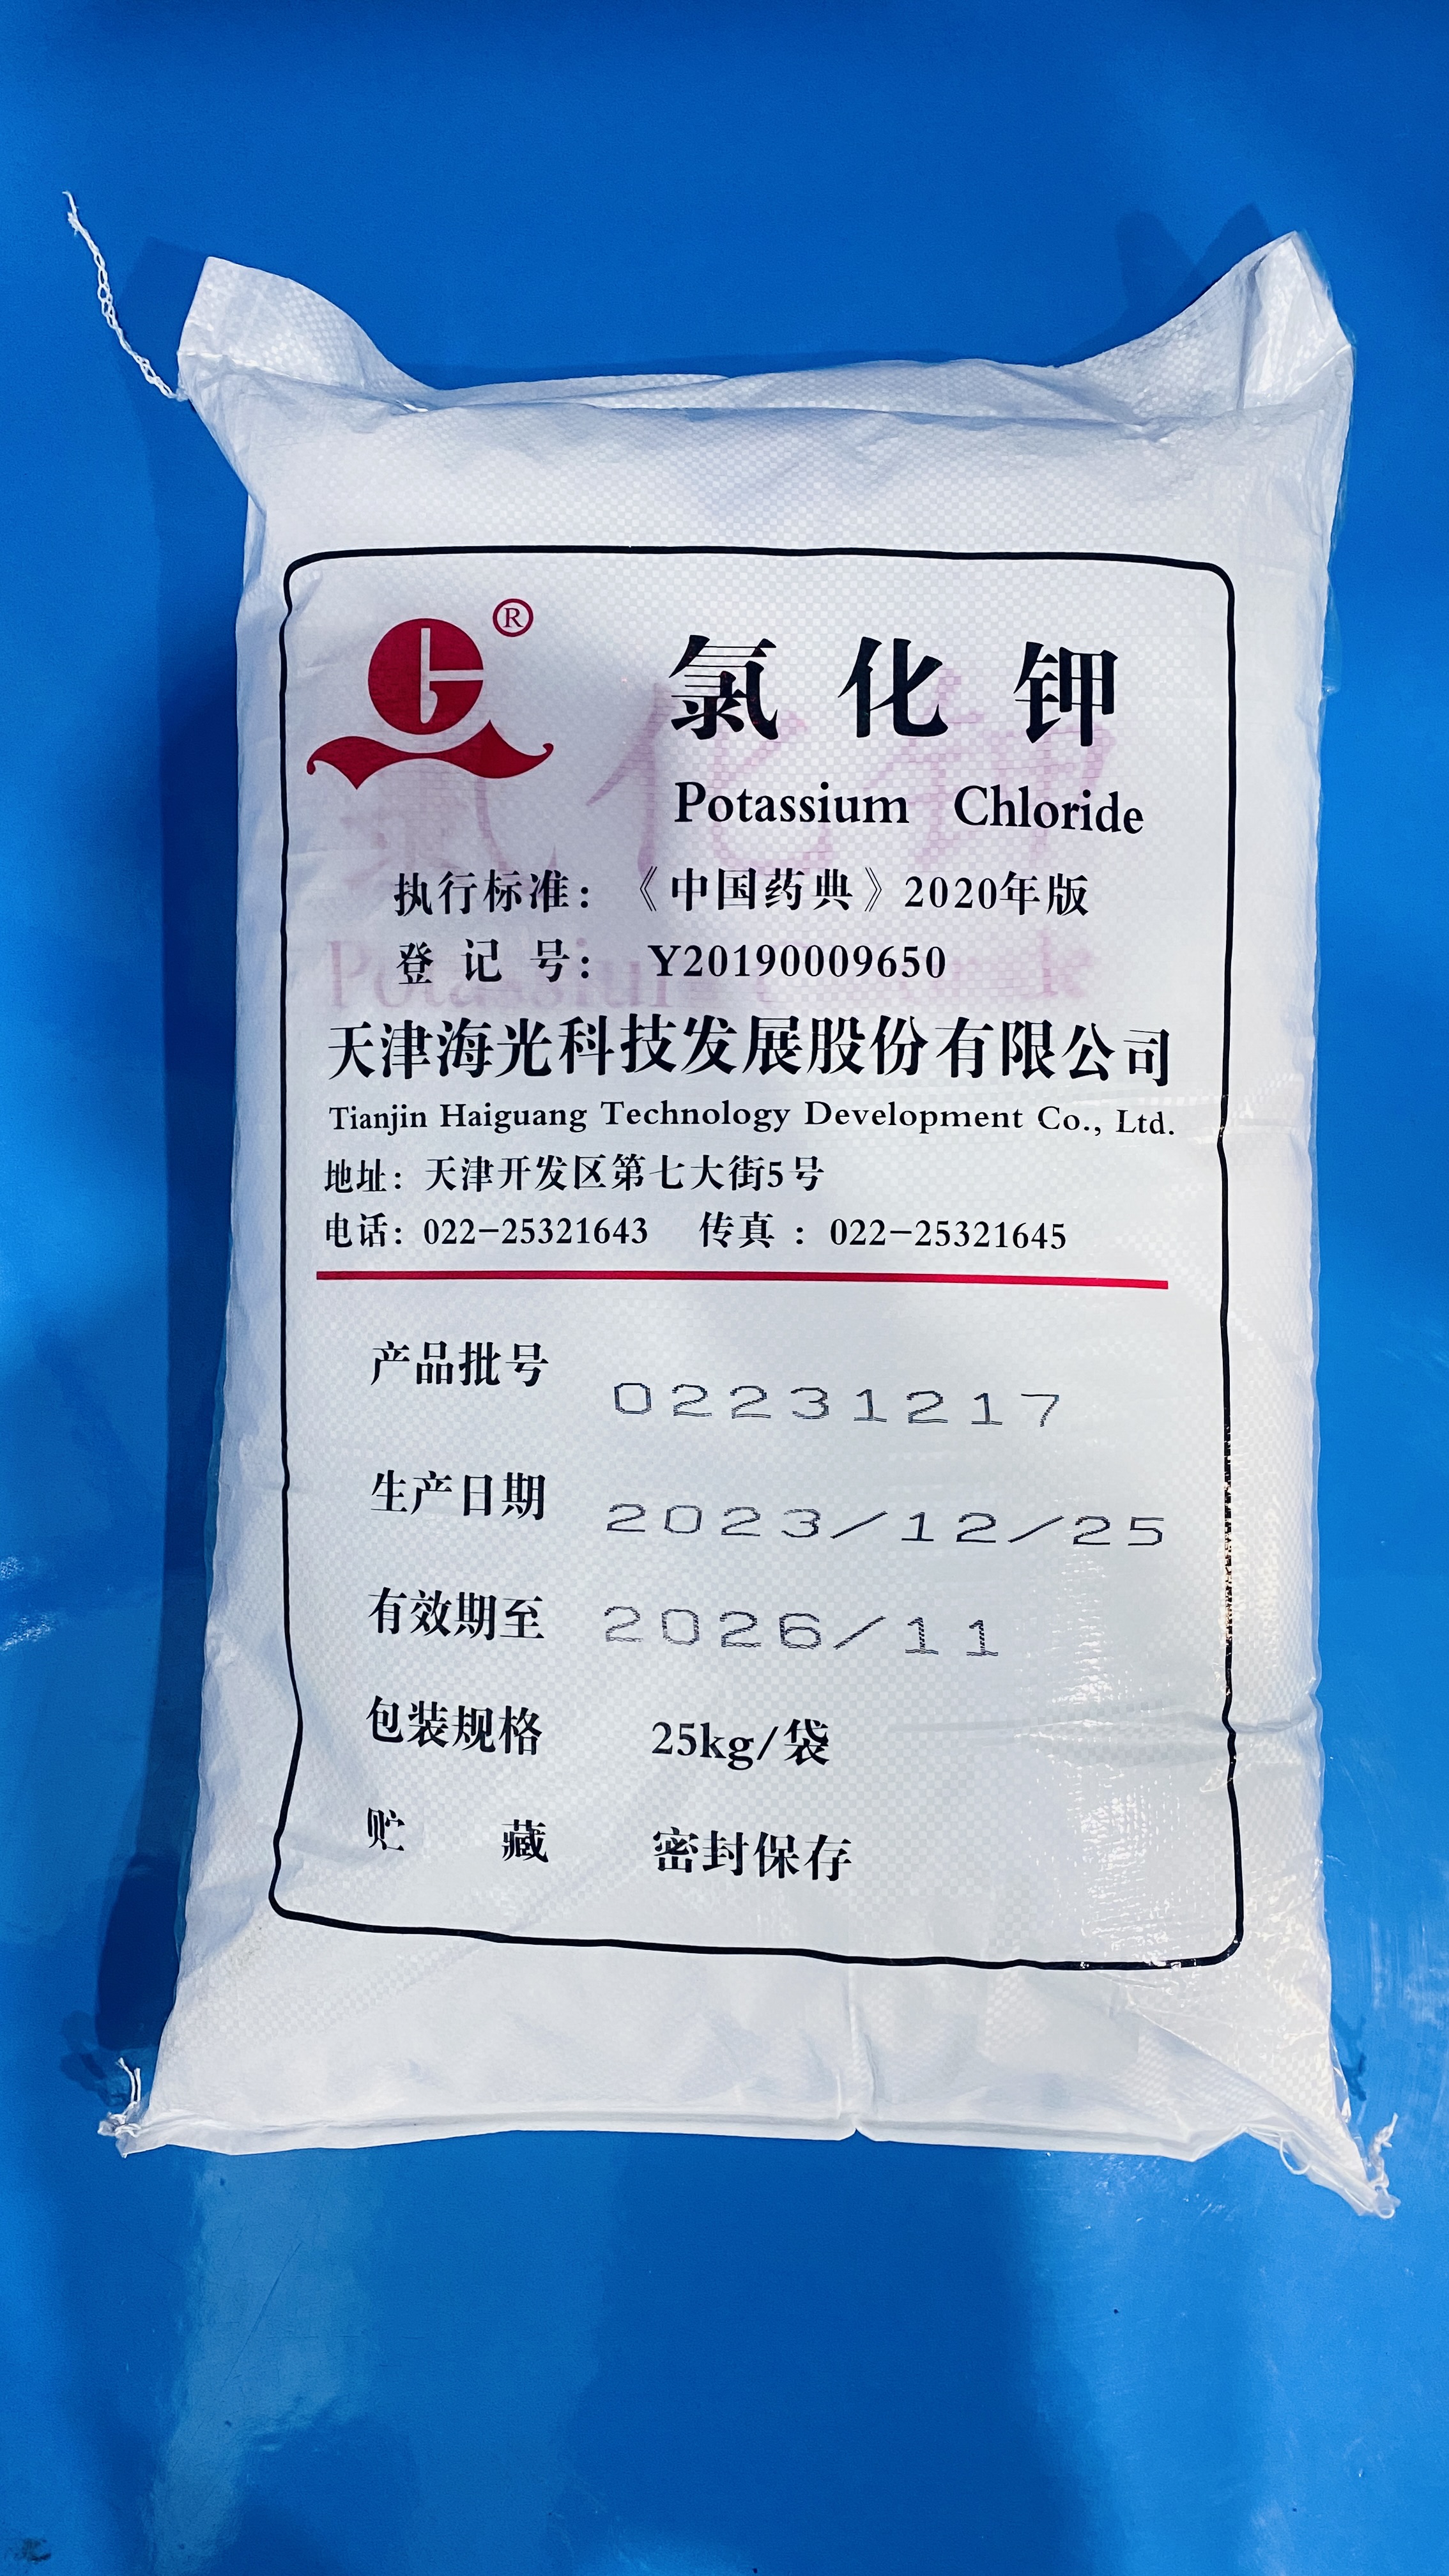 ®
氯化钾
Potassium Chloride
执行标准：《中国药典》2020年版
登记号： Y20190009650
天津海光科技发展股份有限公司
Tianjin Haiguang Technology Development Co., Ltd.
地址：天津开发区第七大街5号
电话：022-25321643 传真：022-25321645
产品批号 02231217
生产日期 2023/12/25
有效期至 2026/11
包装规格 25kg/袋
贮藏 密封保存